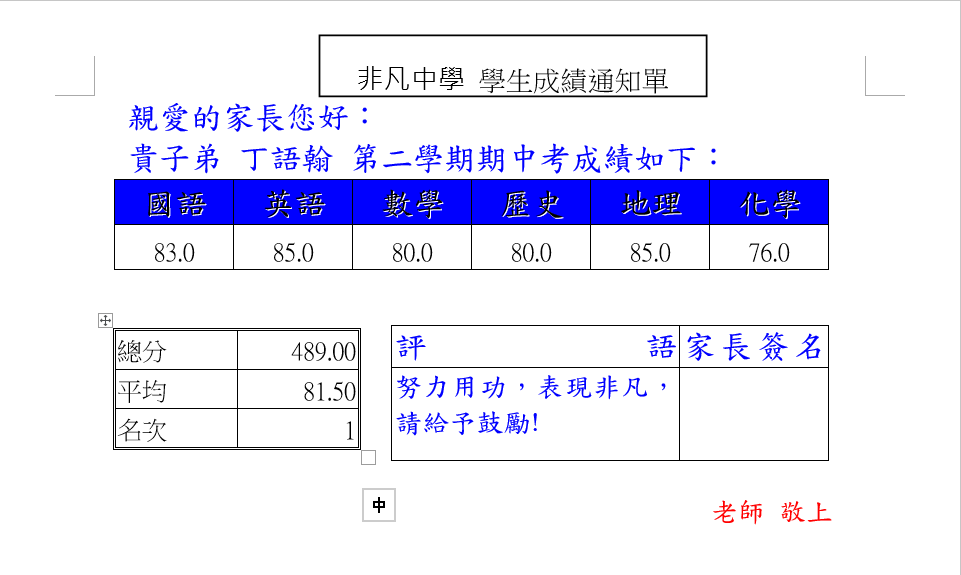 非凡中學 學生成績通知單
親愛的家長您好：
貴子弟 丁語翰 第二學期期中考成績如下：
國語 英語 數學 歷史 地理 化學
83.0 85.0 80.0 80.0 85.0 76.0
總分 489.00
平均 81.50
名次 1
評 語 家長簽名
努力用功，表現非凡，
請給予鼓勵!
中
老師 敬上